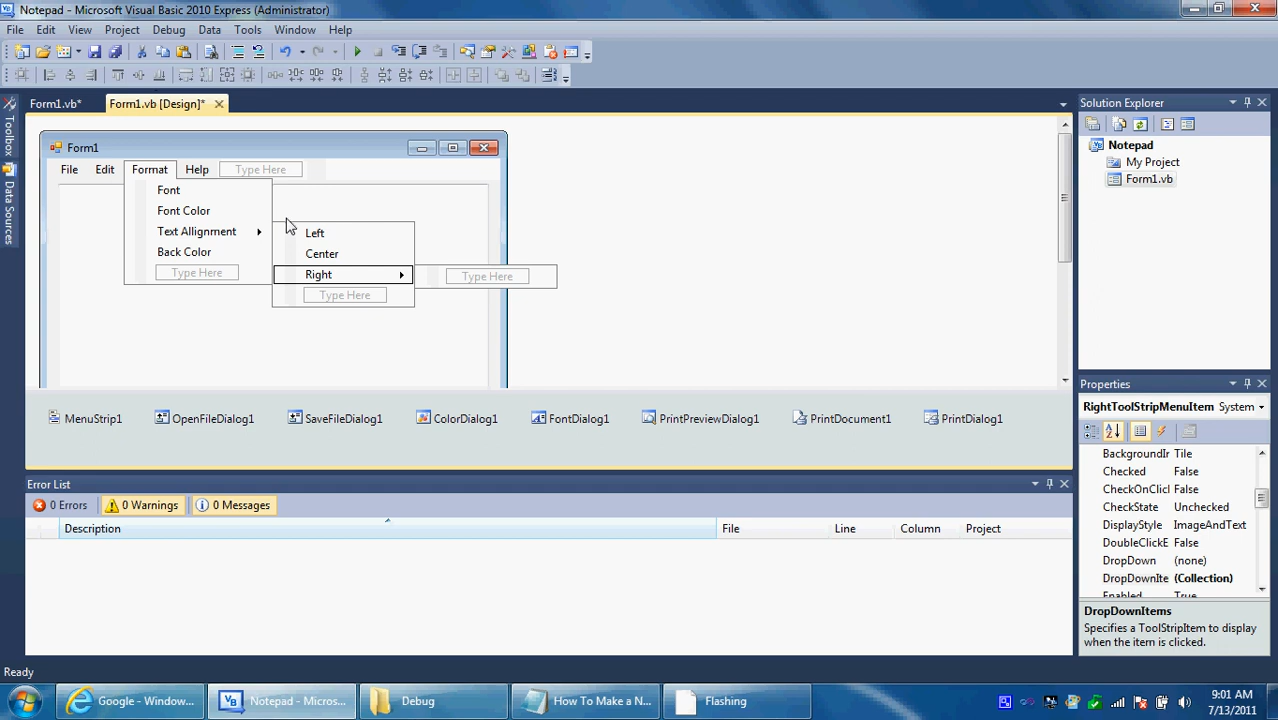 Notepad - Microsoft Visual Basic 2010 Express (Administrator)
File Edit View Project Debug Data Tools Window Help
Form1.vb* Form1.vb [Design]*
Toolbox
Data Sources
Form1
File Edit Format Help Type Here
Font
Font Color
Text Allignment
Back Color
Type Here
Left
Center
Right
Type Here
Type Here
MenuStrip1 OpenFileDialog1 SaveFileDialog1 ColorDialog1 FontDialog1 PrintPreviewDialog1 PrintDocument1 PrintDialog1
Error List
0 Errors 0 Warnings 0 Messages
Description File Line Column Project
Solution Explorer
Notepad
My Project
Form1.vb
Properties
RightToolStripMenuItem System
BackgroundIr Tile
Checked False
CheckOnClicl False
CheckState Unchecked
DisplayStyle ImageAndText
DoubleClickE False
DropDown (none)
DropDownIte (Collection)
Enabled True
DropDownItems
Specifies a ToolStripItem to display
when the item is clicked.
Ready
Google - Window... Notepad - Micros... Debug How To Make a N... Flashing
9:01 AM
7/13/2011